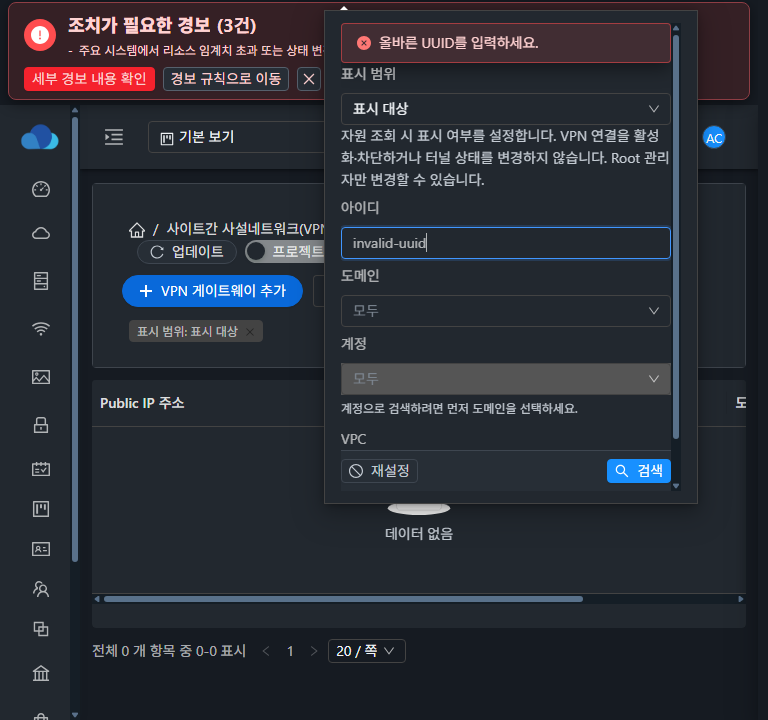 조치가 필요한 경보 (3건)
- 주요 시스템에서 리소스 임계치 초과 또는 상태 변
세부 경보 내용 확인
경보 규칙으로 이동
올바른 UUID를 입력하세요.
표시 범위
표시 대상
자원 조회 시 표시 여부를 설정합니다. VPN 연결을 활성
화·차단하거나 터널 상태를 변경하지 않습니다. Root 관리
자만 변경할 수 있습니다.
아이디
invalid-uuid
도메인
모두
계정
모두
계정으로 검색하려면 먼저 도메인을 선택하세요.
VPC
재설정
검색
기본 보기
AC
/ 사이트간 사설네트워크(VPN
업데이트
프로젝트
VPN 게이트웨이 추가
표시 범위: 표시 대상
Public IP 주소
데이터 없음
전체 0 개 항목 중 0-0 표시
1
20 / 쪽